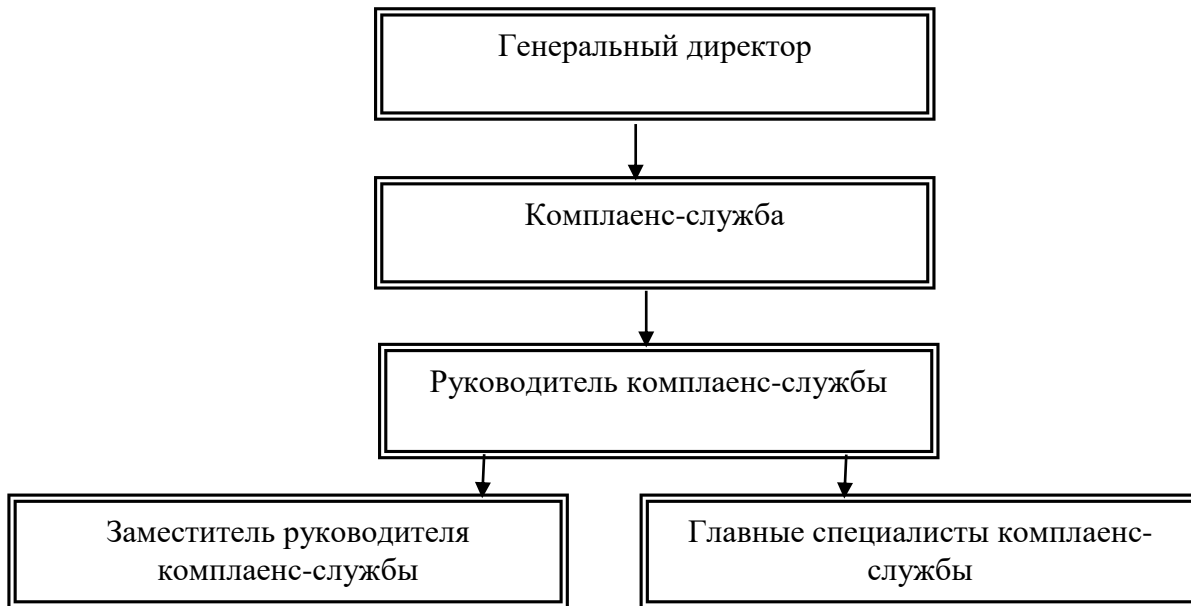 Генеральный директор
Комплаенс-служба
Руководитель комплаенс-службы
Заместитель руководителя
комплаенс-службы
Главные специалисты комплаенс-
службы